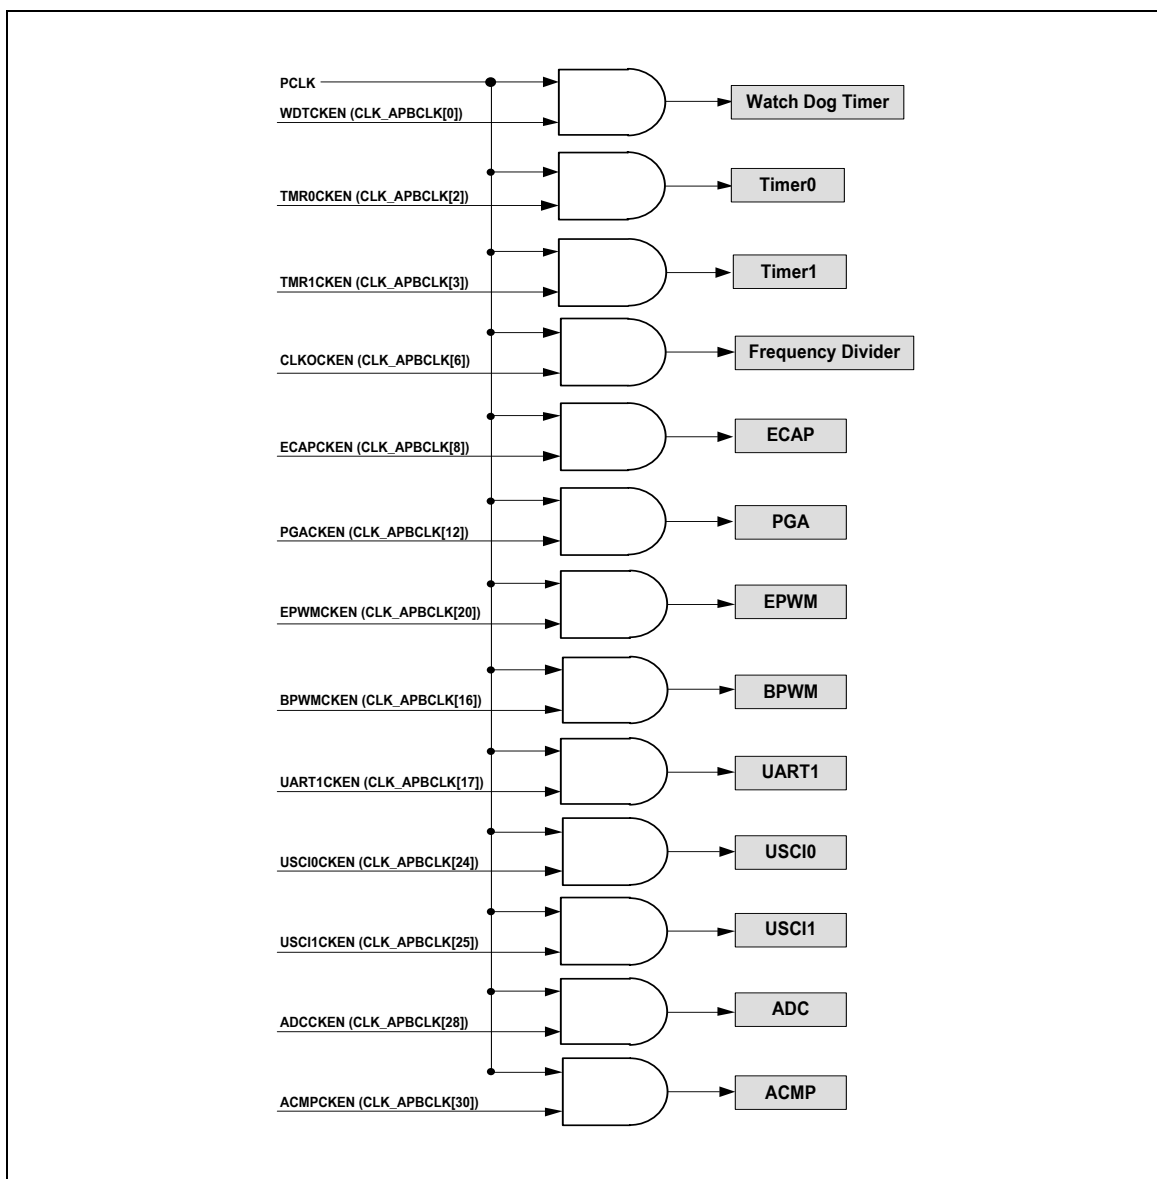 PCLK
WDTCKEN (CLK_APBCLK[0])
Watch Dog Timer
TMR0CKEN (CLK_APBCLK[2])
Timer0
TMR1CKEN (CLK_APBCLK[3])
Timer1
CLKOCKEN (CLK_APBCLK[6])
Frequency Divider
ECAPCKEN (CLK_APBCLK[8])
ECAP
PGACKEN (CLK_APBCLK[12])
PGA
EPWMCKEN (CLK_APBCLK[20])
EPWM
BPWMCKEN (CLK_APBCLK[16])
BPWM
UART1CKEN (CLK_APBCLK[17])
UART1
USCI0CKEN (CLK_APBCLK[24])
USCI0
USCI1CKEN (CLK_APBCLK[25])
USCI1
ADCCKEN (CLK_APBCLK[28])
ADC
ACMPCKEN (CLK_APBCLK[30])
ACMP